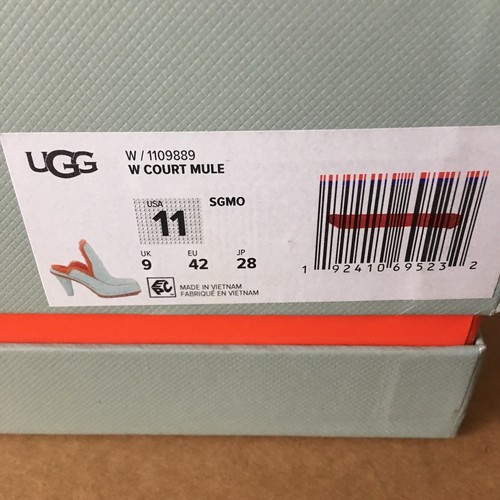 UGG
W / 1109889
W COURT MULE
USA
11
SGMO
UK EU JP
9 42 28
MADE IN VIETNAM
FABRIQUÉ EN VIETNAM
1 92410 69523 2